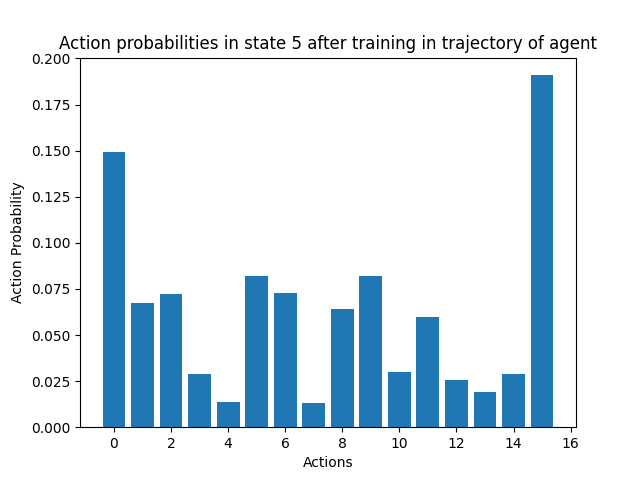 Action probabilities in state 5 after training in trajectory of agent
0.200
0.175
0.150
0.125
0.100
0.075
0.050
0.025
0.000
Action Probability
0 2 4 6 8 10 12 14 16
Actions